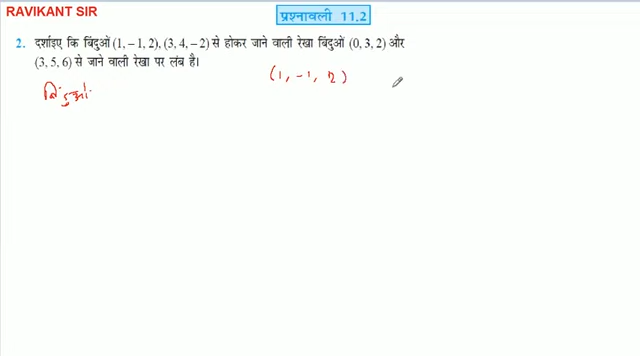 RAVIKANT SIR
प्रश्नावली 11.2
2. दर्शाइए कि बिंदुओं (1, – 1, 2), (3, 4, – 2) से होकर जाने वाली रेखा बिंदुओं (0, 3, 2) और
(3, 5, 6) से जाने वाली रेखा पर लंब है।
(1, -1, 2)
बिंदुओं